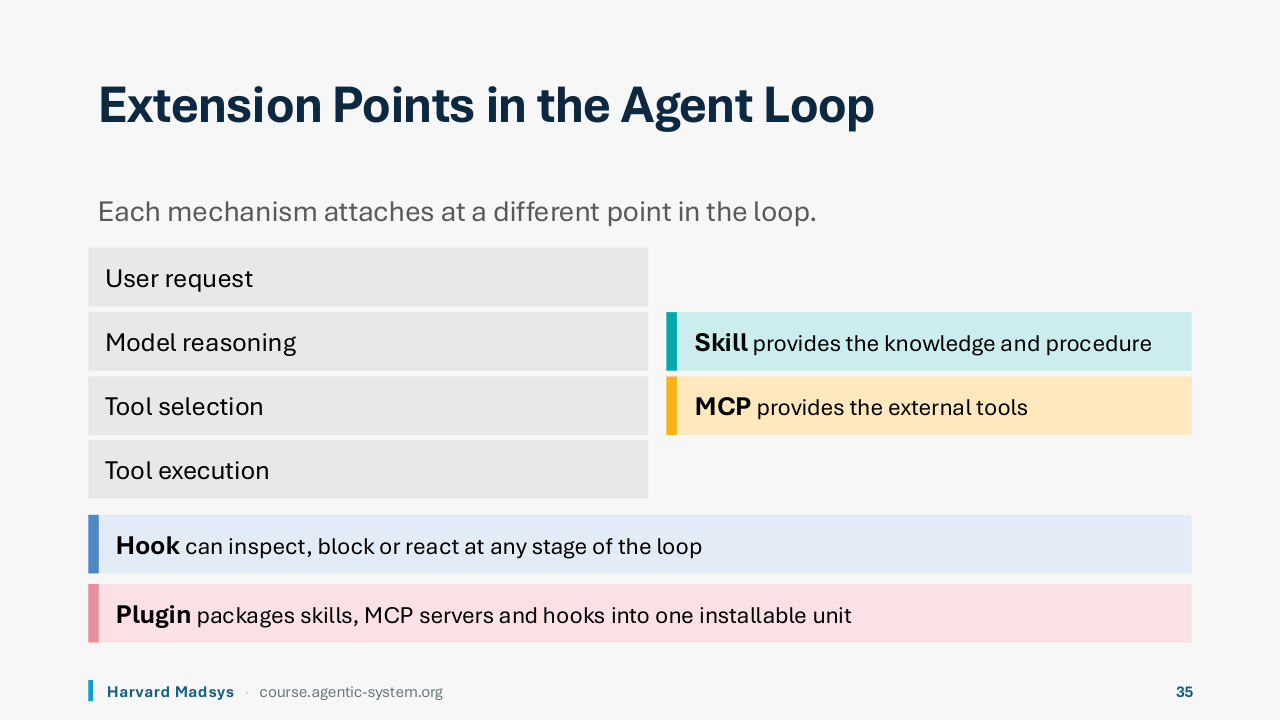 Extension Points in the Agent Loop
Each mechanism attaches at a different point in the loop.
User request
Model reasoning
Skill provides the knowledge and procedure
Tool selection
MCP provides the external tools
Tool execution
Hook can inspect, block or react at any stage of the loop
Plugin packages skills, MCP servers and hooks into one installable unit
Harvard Madsys · course.agentic-system.org
35